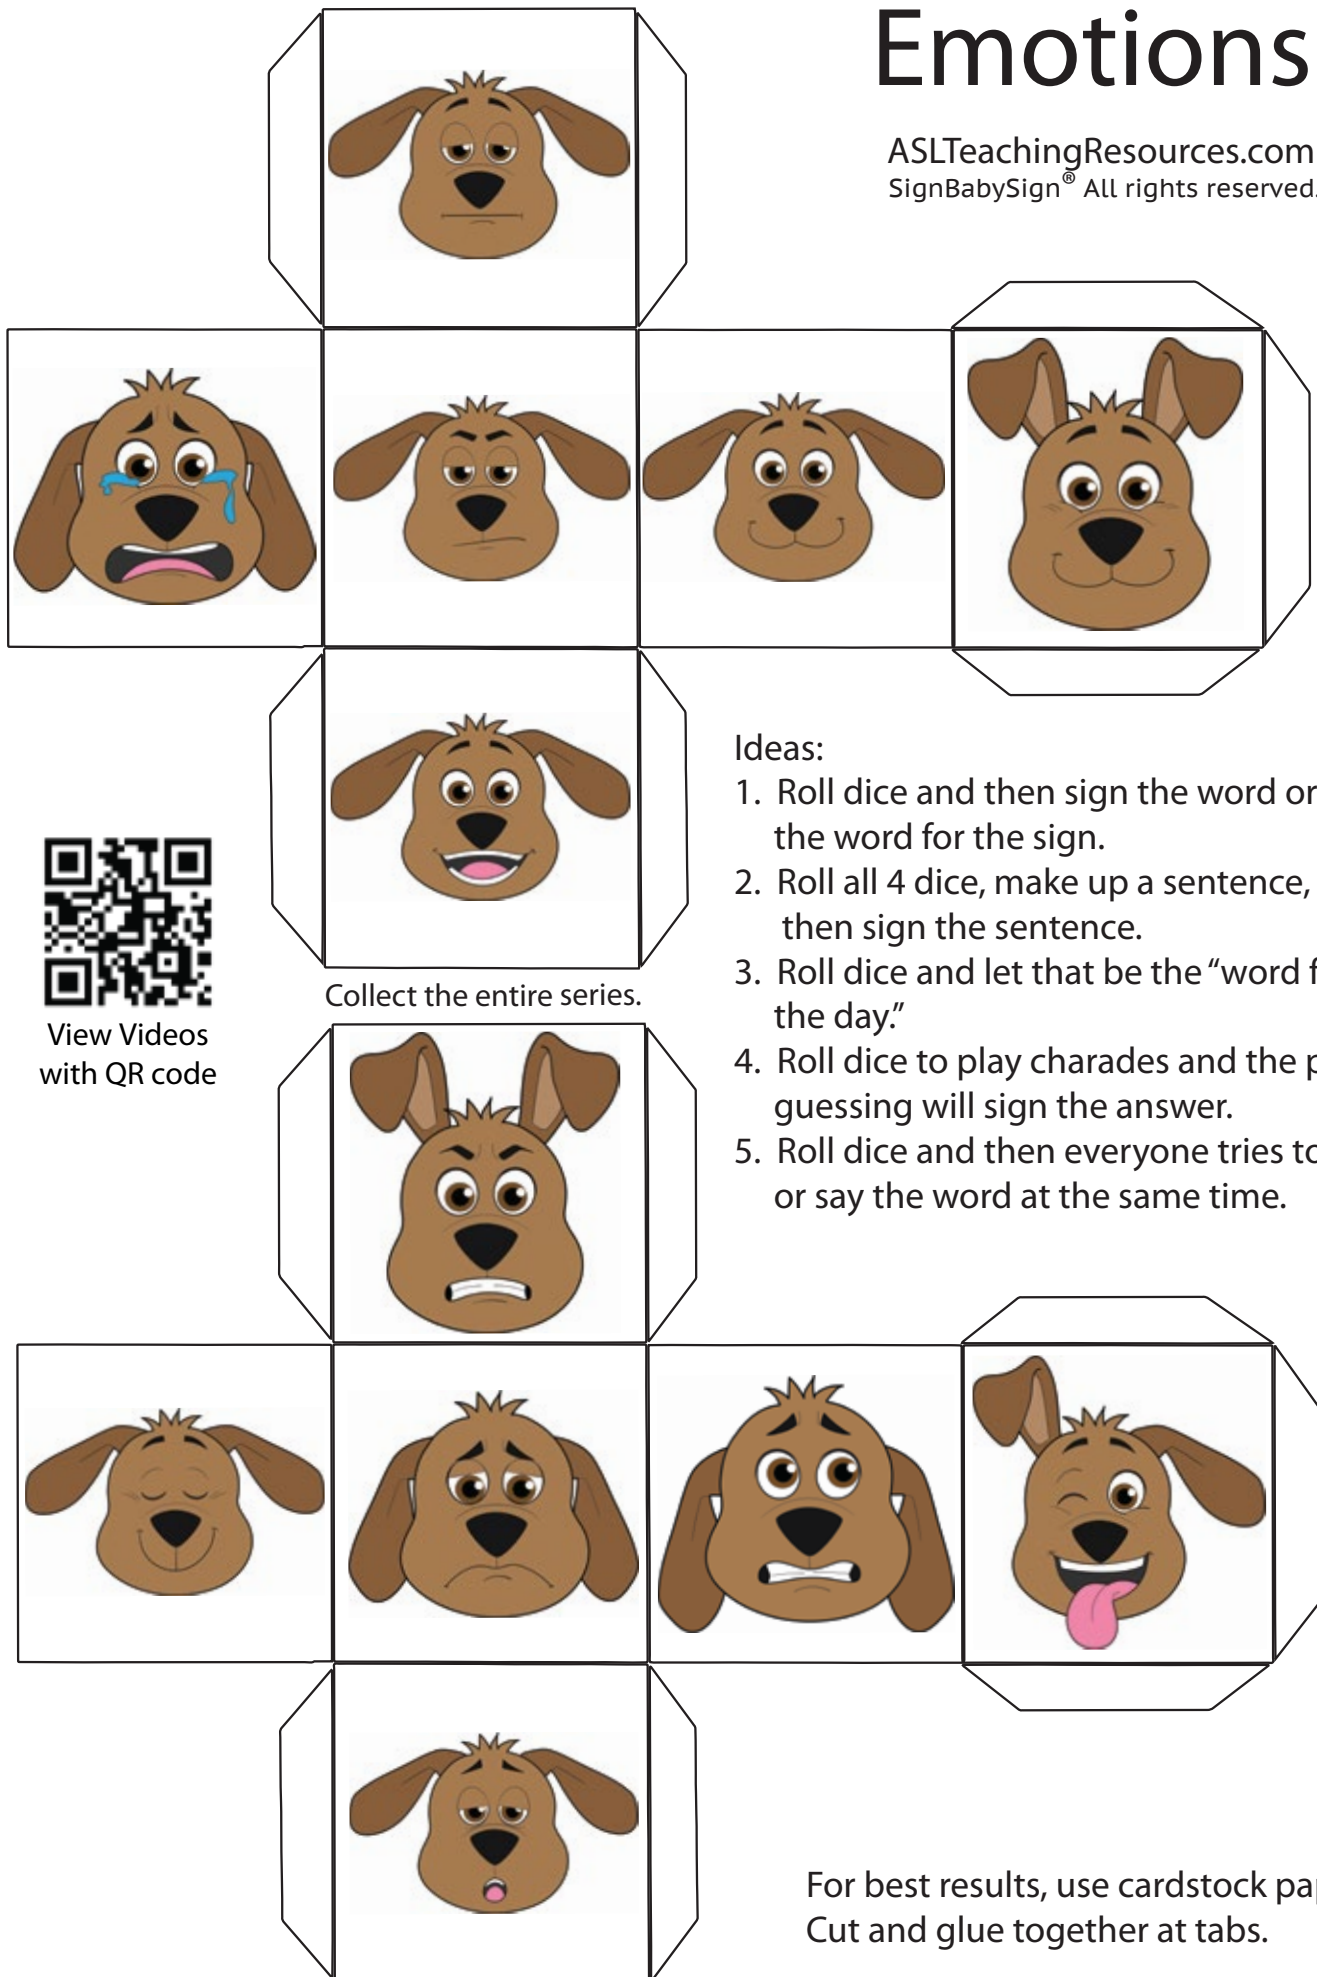 Emotions
ASLTeachingResources.com
SignBabySign® All rights reserved.
Ideas:
1. Roll dice and then sign the word or
the word for the sign.
2. Roll all 4 dice, make up a sentence,
then sign the sentence.
3. Roll dice and let that be the “word f
the day.”
4. Roll dice to play charades and the p
guessing will sign the answer.
5. Roll dice and then everyone tries to
or say the word at the same time.
Collect the entire series.
View Videos
with QR code
For best results, use cardstock pa
Cut and glue together at tabs.